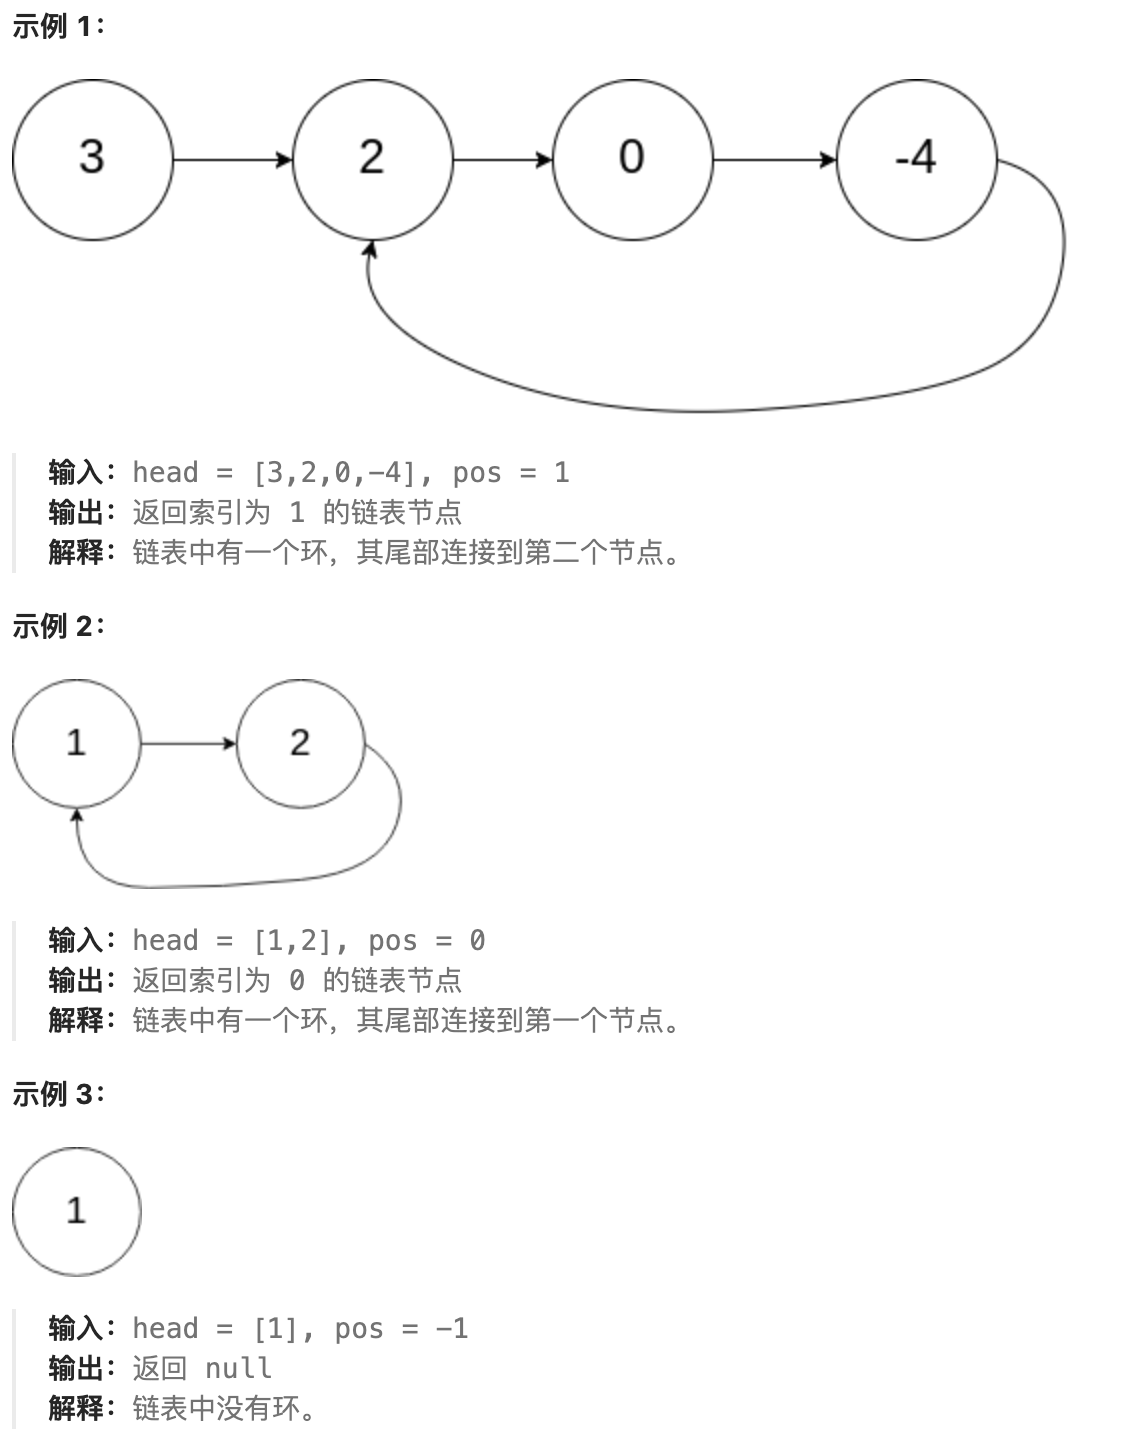 示例 1：
3
2
0
-4
输入：head = [3,2,0,-4], pos = 1
输出：返回索引为 1 的链表节点
解释：链表中有一个环，其尾部连接到第二个节点。
示例 2：
1
2
输入：head = [1,2], pos = 0
输出：返回索引为 0 的链表节点
解释：链表中有一个环，其尾部连接到第一个节点。
示例 3：
1
输入：head = [1], pos = -1
输出：返回 null
解释：链表中没有环。